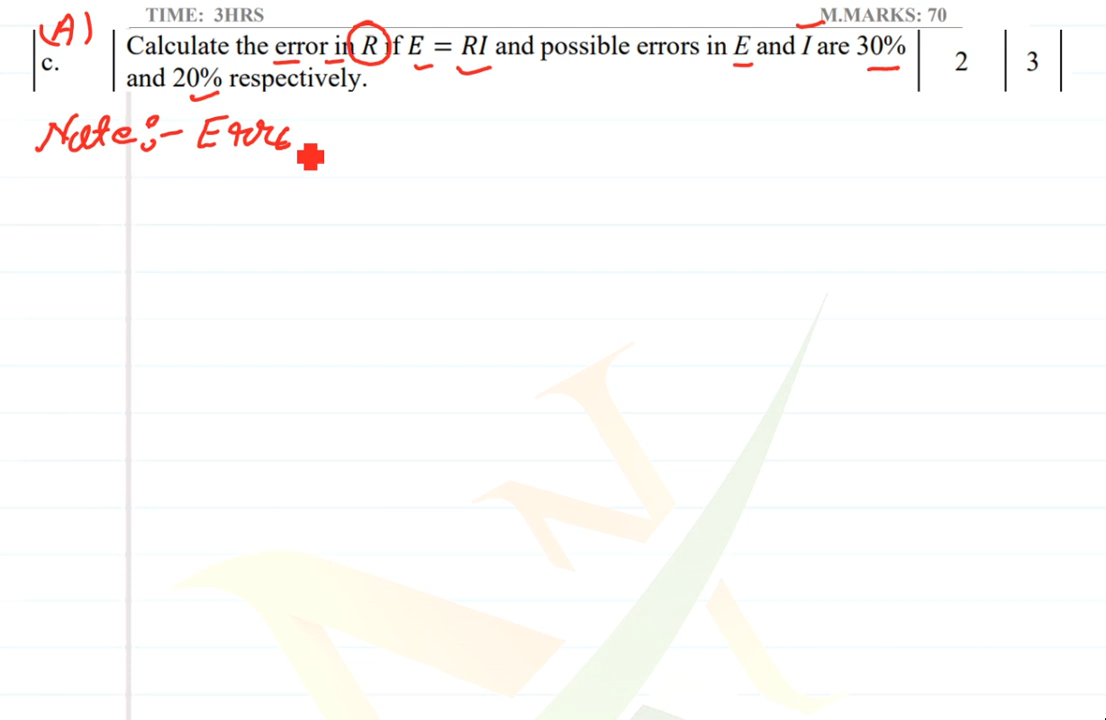 TIME: 3HRS M.MARKS: 70
(A)
c. Calculate the error in R if E = RI and possible errors in E and I are 30% 2 3
and 20% respectively.
Note:- Erro